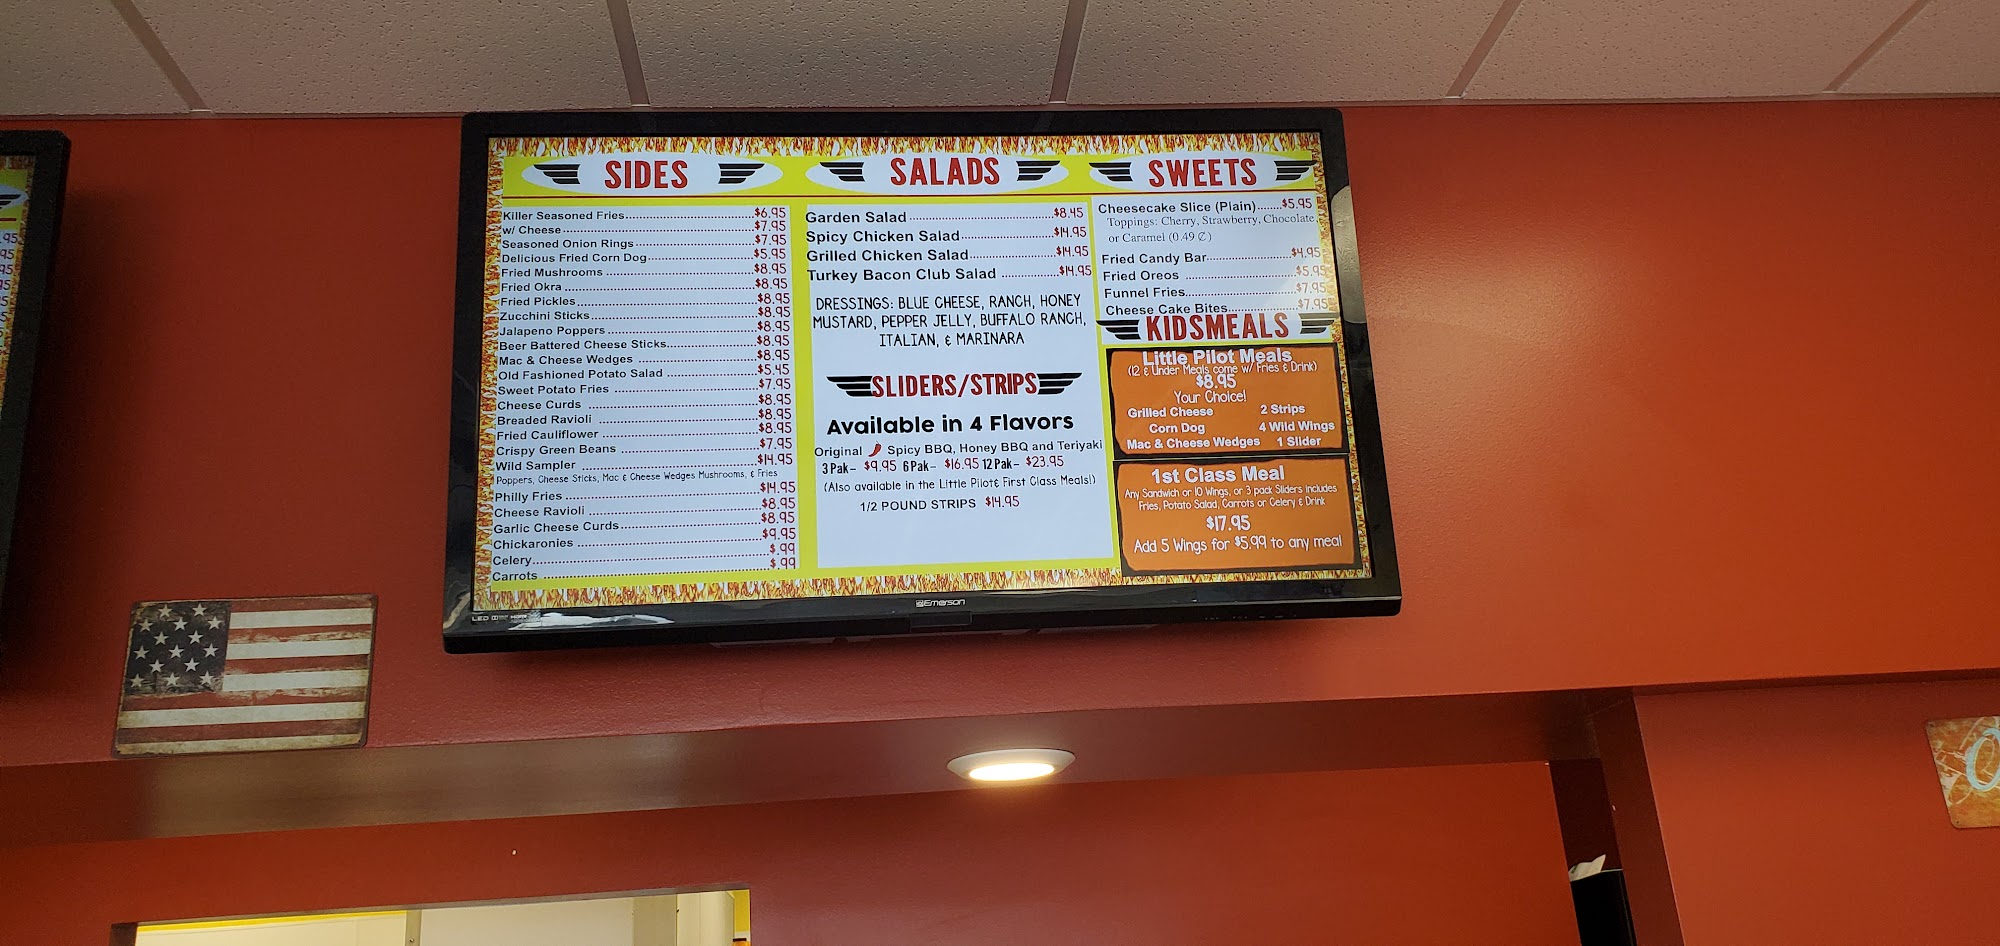 SIDES
Killer Seasoned Fries $6.95
w/ Cheese $7.95
Seasoned Onion Rings $7.95
Delicious Fried Corn Dog $5.95
Fried Mushrooms $8.95
Fried Okra $8.95
Fried Pickles $8.95
Zucchini Sticks $8.95
Jalapeno Poppers $8.95
Beer Battered Cheese Sticks $8.95
Mac & Cheese Wedges $8.95
Old Fashioned Potato Salad $5.45
Sweet Potato Fries $7.95
Cheese Curds $8.95
Breaded Ravioli $8.95
Fried Cauliflower $8.95
Crispy Green Beans $7.95
Wild Sampler $14.95
Poppers, Cheese Sticks, Mac & Cheese Wedges Mushrooms, & Fries
Philly Fries $14.95
Cheese Ravioli $8.95
Garlic Cheese Curds $8.95
Chickaronies $9.95
Celery $.99
Carrots $.99
SALADS
Garden Salad $8.45
Spicy Chicken Salad $14.95
Grilled Chicken Salad $14.95
Turkey Bacon Club Salad $14.95
DRESSINGS: BLUE CHEESE, RANCH, HONEY
MUSTARD, PEPPER JELLY, BUFFALO RANCH,
ITALIAN, & MARINARA
SLIDERS/STRIPS
Available in 4 Flavors
Original Spicy BBQ, Honey BBQ and Teriyaki
3 Pak- $9.95 6 Pak- $16.95 12 Pak- $23.95
(Also available in the Little Pilot& First Class Meals!)
1/2 POUND STRIPS $14.95
SWEETS
Cheesecake Slice (Plain) $5.95
Toppings: Cherry, Strawberry, Chocolate
or Caramel (0.49 ₵)
Fried Candy Bar $4.95
Fried Oreos $5.95
Funnel Fries $7.95
Cheese Cake Bites $7.95
KIDSMEALS
Little Pilot Meals
(12 & Under Meals come w/ Fries & Drink)
$8.95
Your Choice!
Grilled Cheese 2 Strips
Corn Dog 4 Wild Wings
Mac & Cheese Wedges 1 Slider
1st Class Meal
Any Sandwich or 10 Wings, or 3 pack Sliders Includes
Fries, Potato Salad, Carrots or Celery & Drink
$17.95
Add 5 Wings for $5.99 to any meal
Emerson
LED